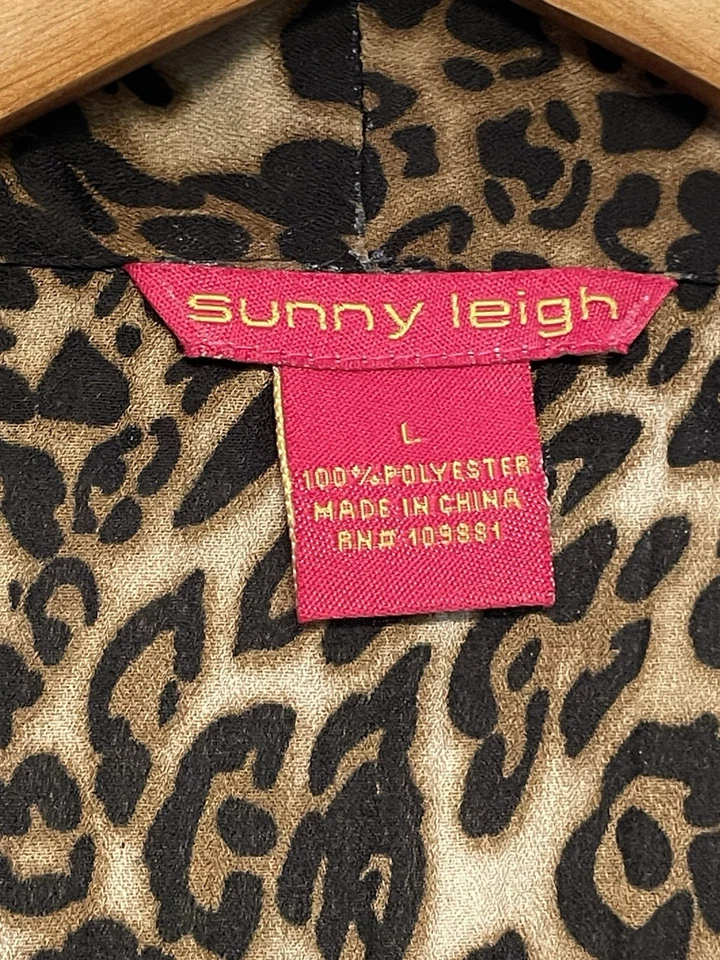 sunny leigh
L
100%POLYESTER
MADE IN CHINA
RN# 109881